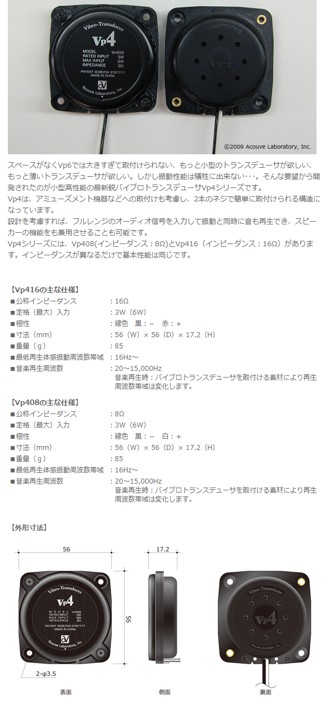 Vibro-Transducer
Vp4
MODEL Vp408
RATED INPUT 3W
MAX INPUT 6W
IMPEDANCE 8Ω
MADE IN CHINA
Acouve Laboratory, Inc.
©2009 Acouve Laboratory, Inc.
スペースがなくVp6では大きすぎて取付けられない、もっと小型のトランスデューサが欲しい、
もっと薄いトランスデューサが欲しい。しかし振動性能は犠牲に出来ない･･･。そんな要望から開
発されたのが小型高性能の最新鋭バイブロトランスデューサVp4シリーズです。
Vp4は、アミューズメント機器などへの取付けも考慮し、2本のネジで簡単に取付けられる構造に
なっています。
設計を考慮すれば、フルレンジのオーディオ信号を入力して振動と同時に音も再生でき、スピー
カーの機能をも兼用させることも可能です。
Vp4シリーズには、Vp408(インピーダンス：8Ω)とVp416（インピーダンス：16Ω）がありま
す。インピーダンスが異なるだけで基本性能は同じです。
【Vp416の主な仕様】
■公称インピーダンス ：16Ω
■定格（最大）入力 ：3W（6W）
■極性 ：線色　黒：－　赤：＋
■寸法（mm） ：56（W）× 56（D）× 17.2（H）
■重量（g） ：85
■最低再生体感振動周波数帯域 ：16Hz～
■音楽再生周波数 ：20～15,000Hz
音楽再生時：バイブロトランスデューサを取付ける素材により再生
周波数帯域は変化します。
【Vp408の主な仕様】
■公称インピーダンス ：8Ω
■定格（最大）入力 ：3W（6W）
■極性 ：線色　黒：－　白：＋
■寸法（mm） ：56（W）× 56（D）× 17.2（H）
■重量（g） ：85
■最低再生体感振動周波数帯域 ：16Hz～
■音楽再生周波数 ：20～15,000Hz
音楽再生時：バイブロトランスデューサを取付ける素材により再生
周波数帯域は変化します。
【外形寸法】
56
17.2
Vibro-Transducer
Vp4
Acouve Laboratory, Inc.
56
Vp4
2-φ3.5
表面
側面
裏面